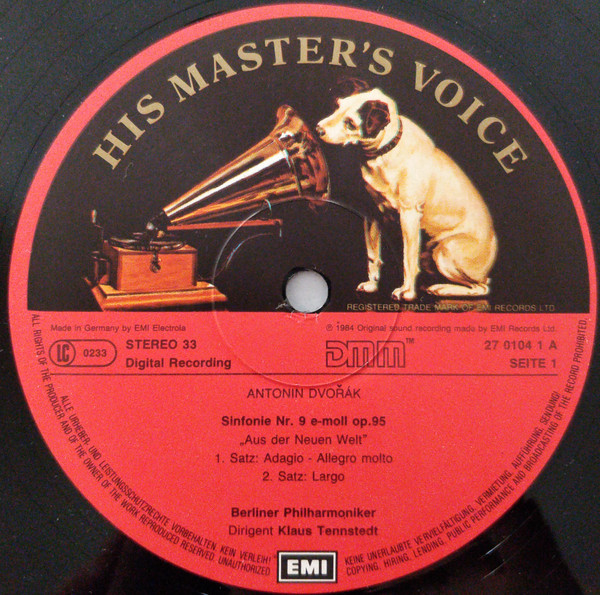 HIS MASTER'S VOICE
REGISTERED TRADE MARK OF EMI RECORDS LTD
Made in Germany by EMI Electrola
℗ 1984 Original sound recording made by EMI Records Ltd.
LC 0233
STEREO 33
Digital Recording
DMM™
27 0104 1 A
SEITE 1
ANTONIN DVOŘÁK
Sinfonie Nr. 9 e-moll op.95
„Aus der Neuen Welt"
1. Satz: Adagio - Allegro molto
2. Satz: Largo
Berliner Philharmoniker
Dirigent Klaus Tennstedt
EMI
ALLE URHEBER- UND LEISTUNGSSCHUTZRECHTE VORBEHALTEN. KEIN VERLEIH! KEINE UNERLAUBTE VERVIELFÄLTIGUNG, VERMIETUNG, AUFFÜHRUNG, SENDUNG!
ALL RIGHTS OF THE PRODUCER AND OF THE OWNER OF THE WORK REPRODUCED RESERVED. UNAUTHORIZED COPYING, HIRING, LENDING, PUBLIC PERFORMANCE AND BROADCASTING OF THE RECORD PROHIBITED.